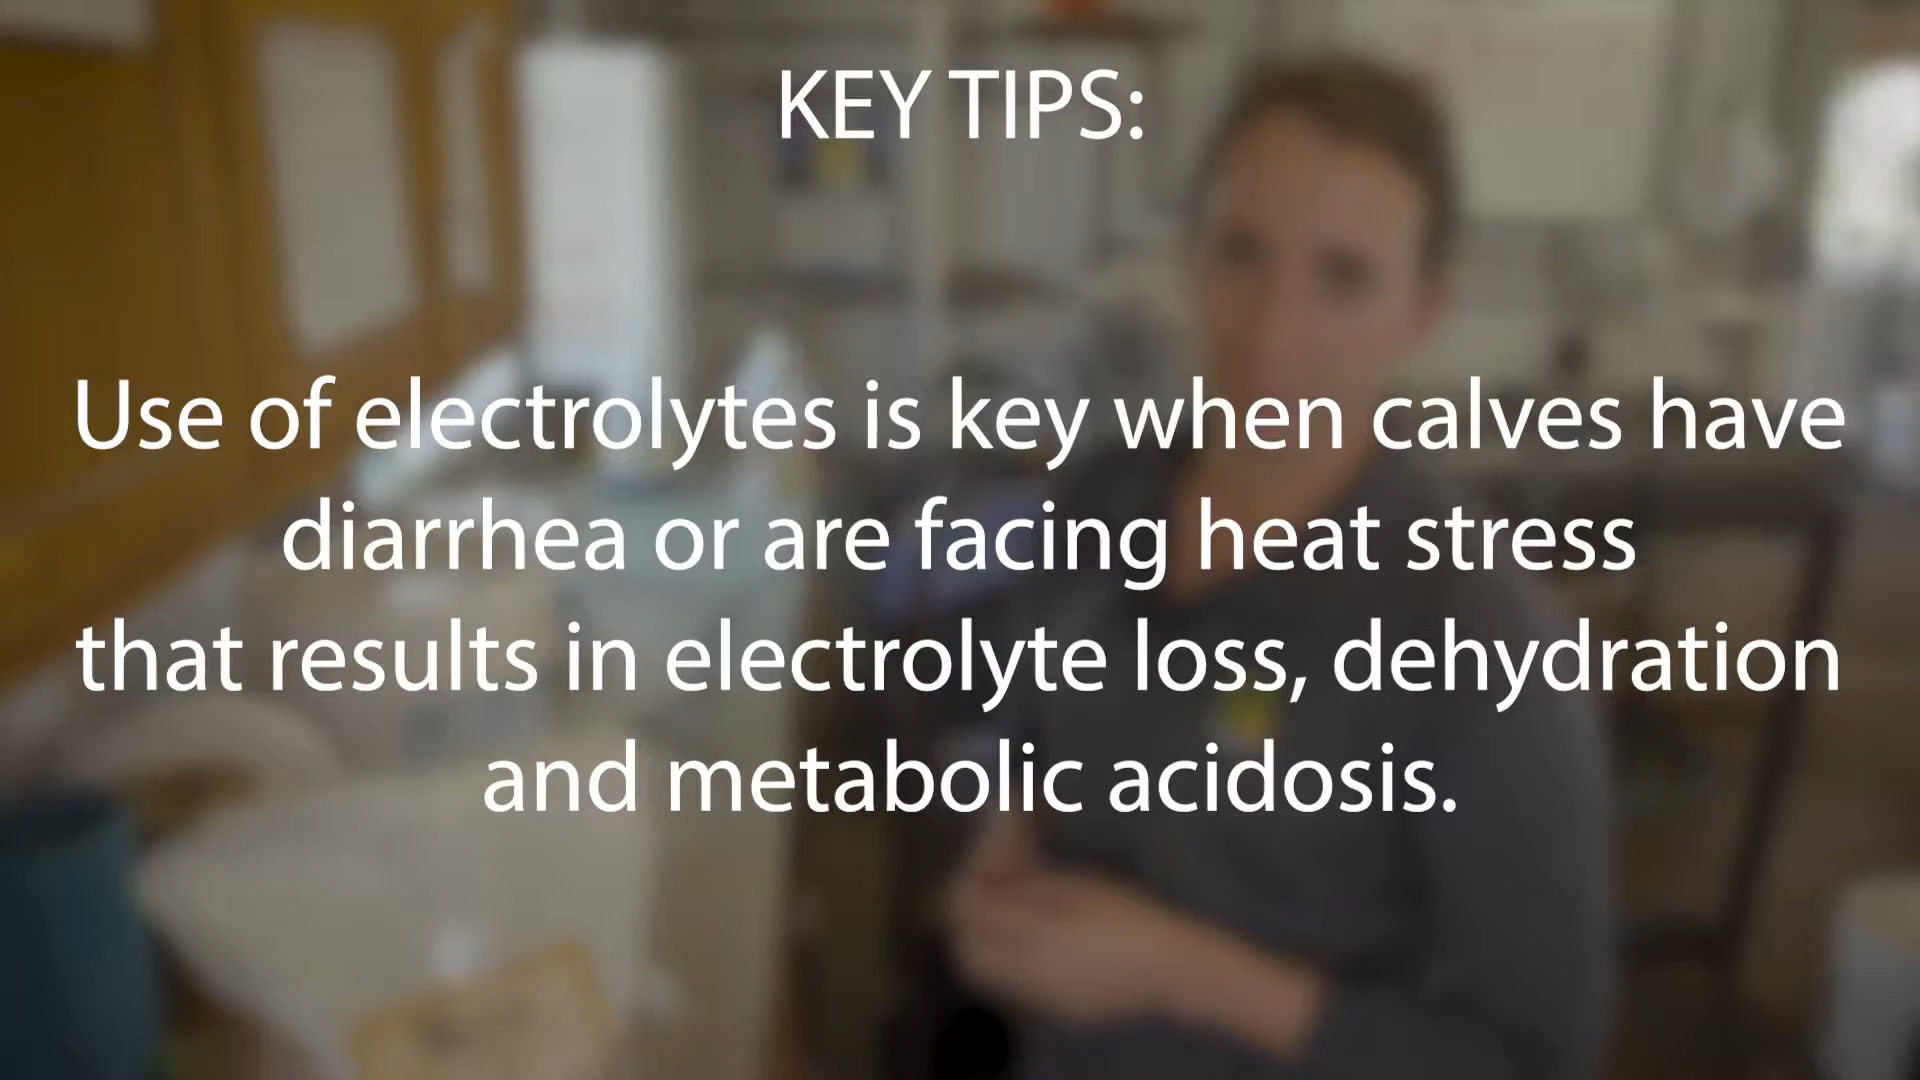 KEY TIPS:
Use of electrolytes is key when calves have
diarrhea or are facing heat stress
that results in electrolyte loss, dehydration
and metabolic acidosis.